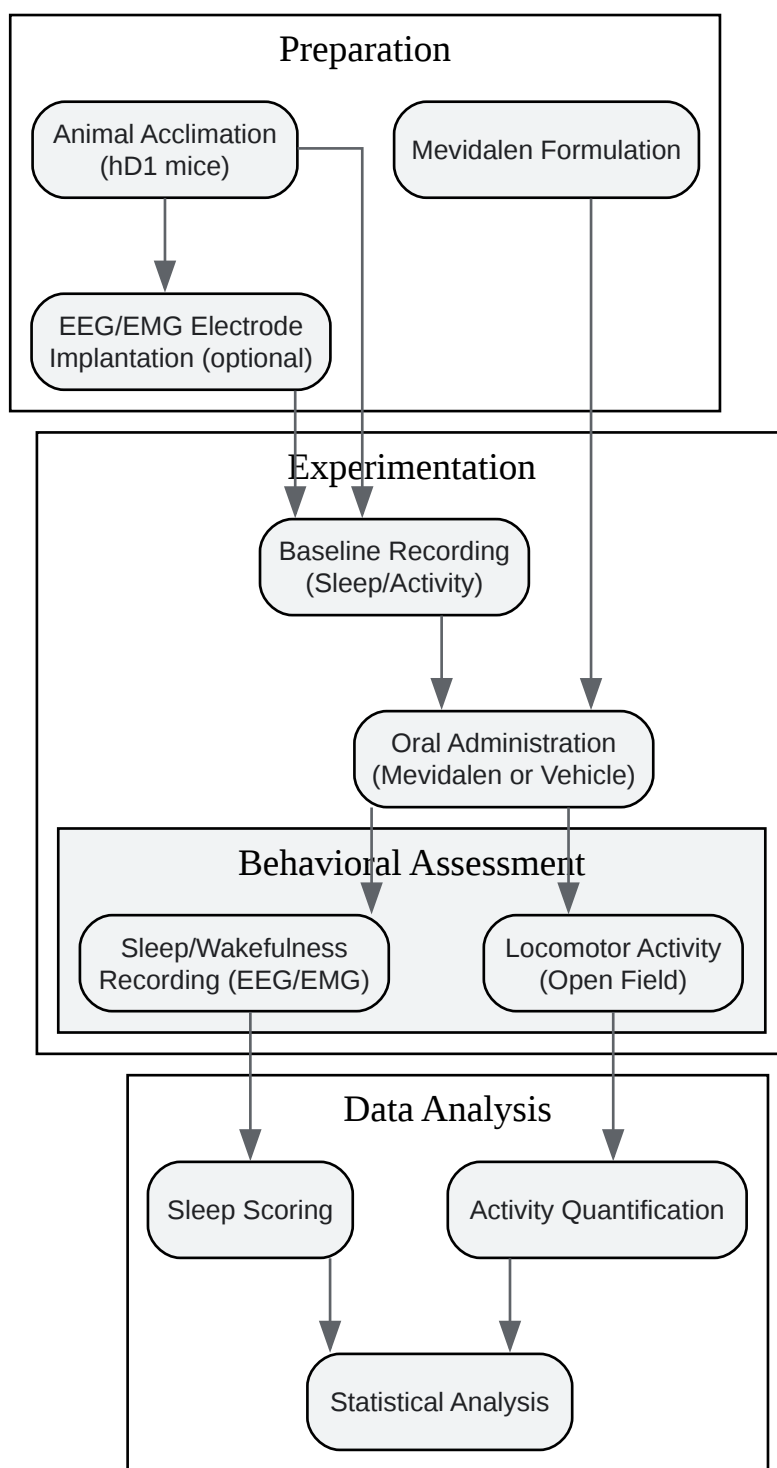 Preparation
Animal Acclimation
(hD1 mice)
Mevidalen Formulation
EEG/EMG Electrode
Implantation (optional)
Experimentation
Baseline Recording
(Sleep/Activity)
Oral Administration
(Mevidalen or Vehicle)
Behavioral Assessment
Sleep/Wakefulness
Recording (EEG/EMG)
Locomotor Activity
(Open Field)
Data Analysis
Sleep Scoring
Activity Quantification
Statistical Analysis